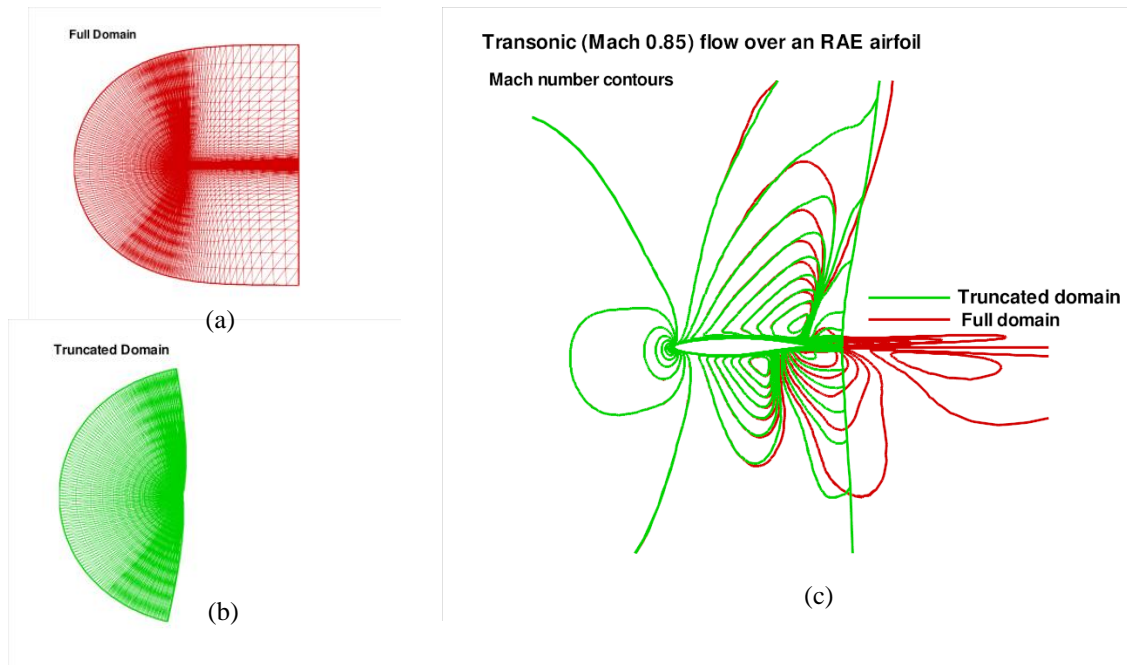 Full Domain
(a)
Truncated Domain
(b)
Transonic (Mach 0.85) flow over an RAE airfoil
Mach number contours
Truncated domain
Full domain
(c)